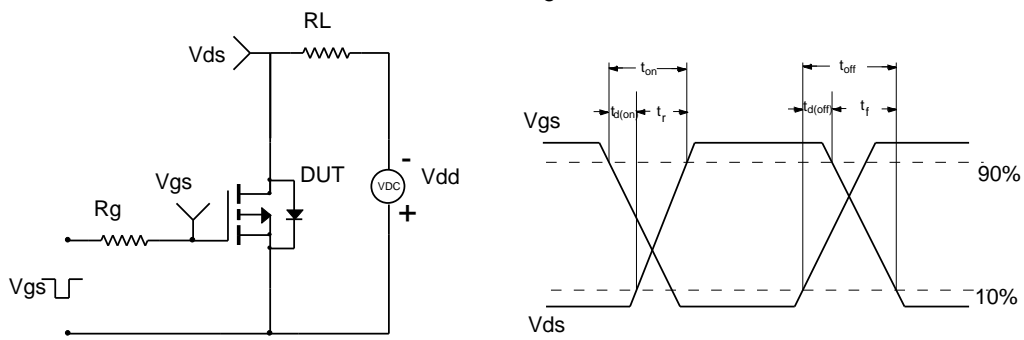 RL
Vds
Vgs
DUT
Rg
Vgs
-
VDC
+
Vdd
ton
toff
td(on)
tr
td(off)
tf
Vgs
90%
10%
Vds